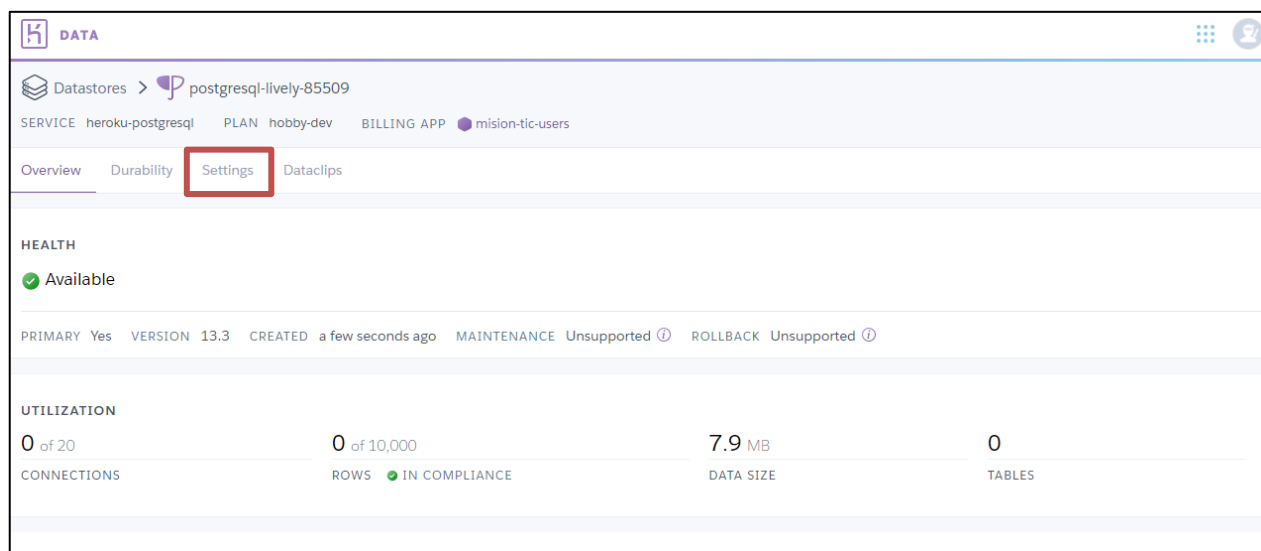 DATA
Datastores > postgresql-lively-85509
SERVICE heroku-postgresql PLAN hobby-dev BILLING APP mision-tic-users
Overview Durability Settings Dataclips
HEALTH
Available
PRIMARY Yes VERSION 13.3 CREATED a few seconds ago MAINTENANCE Unsupported ROLLBACK Unsupported
UTILIZATION
0 of 20 0 of 10,000 7.9 MB 0
CONNECTIONS ROWS IN COMPLIANCE DATA SIZE TABLES